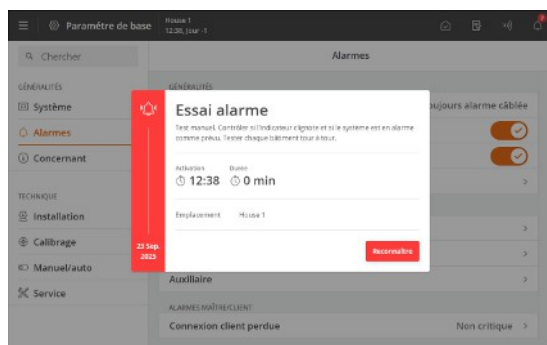 Paramétre de base
House 1
12:38, Jour -1
Chercher
Alarmes
GÉNÉRALITÉS
Système
Alarmes
Concernant
TECHNIQUE
Installation
Calibrage
Manuel/auto
Service
GÉNÉRALITÉS
oujours alarme câblée
Essai alarme
Test manuel. Contrôler si l'indicateur clignote et si le systeme est en alarme
comme prévu. Tester chaque bâtiment tour à tour.
Activation
Duree
12:38
0 min
Emplacement
House 1
23 Sep.
2025
Reconnaître
Auxiliaire
ALARMES MAÎTRE/CLIENT
Connexion client perdue
Non critique